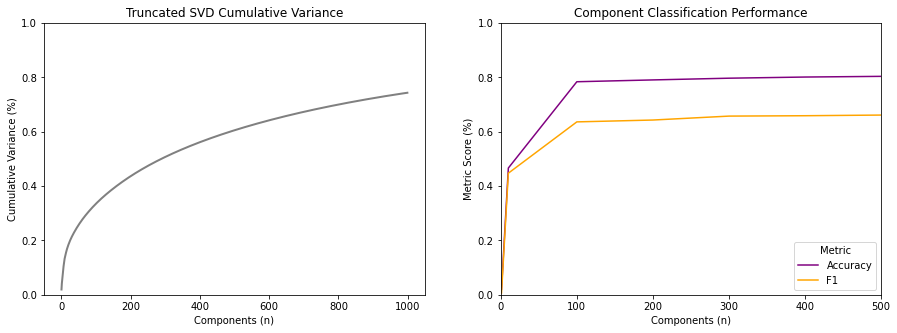 Truncated SVD Cumulative Variance
Cumulative Variance (%)
1.0
0.8
0.6
0.4
0.2
0.0
0
200
400
600
800
1000
Components (n)
Component Classification Performance
Metric Score (%)
1.0
0.8
0.6
0.4
0.2
0.0
0
100
200
300
400
500
Components (n)
Metric
Accuracy
F1